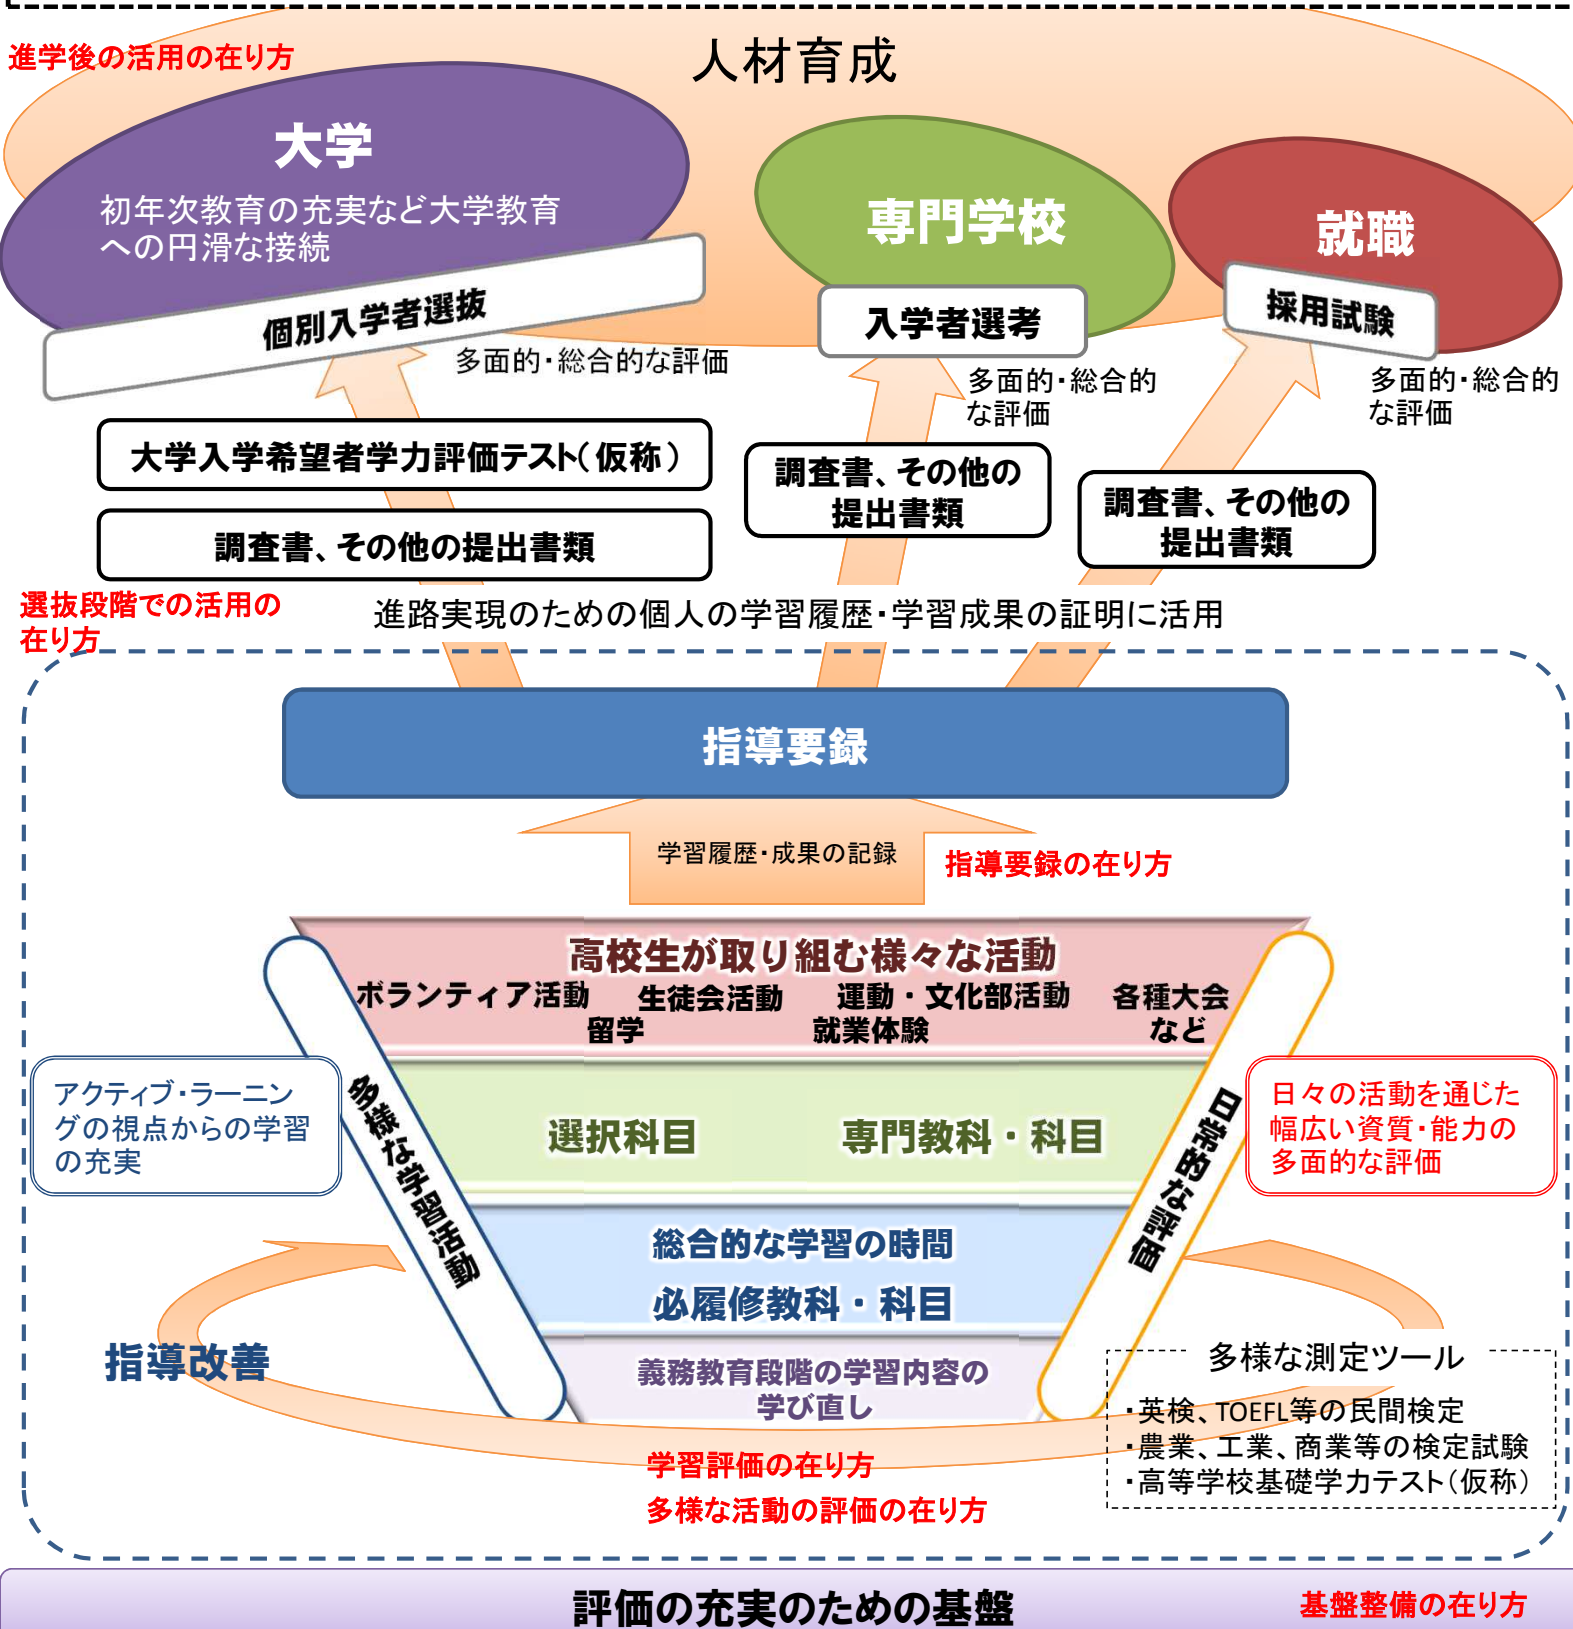 進学後の活用の在り方
人材育成
大学
初年次教育の充実など大学教育
への円滑な接続
個別入学者選抜
多面的・総合的な評価
専門学校
入学者選考
多面的・総合的
な評価
就職
採用試験
多面的・総合的
な評価
大学入学希望者学力評価テスト(仮称)
調査書、その他の提出書類
調査書、その他の
提出書類
調査書、その他の
提出書類
選抜段階での活用の
在り方
進路実現のための個人の学習履歴・学習成果の証明に活用
指導要録
学習履歴・成果の記録
指導要録の在り方
高校生が取り組む様々な活動
ボランティア活動 生徒会活動 運動・文化部活動 各種大会
留学 就業体験 など
アクティブ・ラーニン
グの視点からの学習
の充実
多様な学習活動
選択科目 専門教科・科目
日常的な評価
日々の活動を通じた
幅広い資質・能力の
多面的な評価
総合的な学習の時間
必履修教科・科目
指導改善
義務教育段階の学習内容の
学び直し
多様な測定ツール
・英検、TOEFL等の民間検定
・農業、工業、商業等の検定試験
・高等学校基礎学力テスト(仮称)
学習評価の在り方
多様な活動の評価の在り方
評価の充実のための基盤
基盤整備の在り方